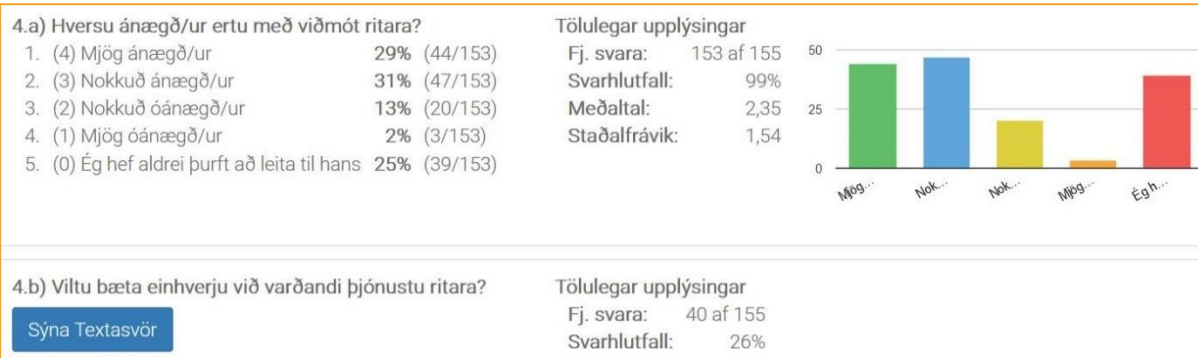 4.a) Hversu ánægð/ur ertu með viðmót ritara?
1. (4) Mjög ánægð/ur 29% (44/153)
2. (3) Nokkuð ánægð/ur 31% (47/153)
3. (2) Nokkuð óánægð/ur 13% (20/153)
4. (1) Mjög óánægð/ur 2% (3/153)
5. (0) Ég hef aldrei þurft að leita til hans 25% (39/153)
Tölulegar upplýsingar
Fj. svara: 153 af 155
Svarhlutfall: 99%
Meðaltal: 2,35
Staðalfrávik: 1,54
50
25
0
Mjög... Nok... Nok... Mjög... Ég h...
4.b) Viltu bæta einhverju við varðandi þjónustu ritara?
Sýna Textasvör
Tölulegar upplýsingar
Fj. svara: 40 af 155
Svarhlutfall: 26%